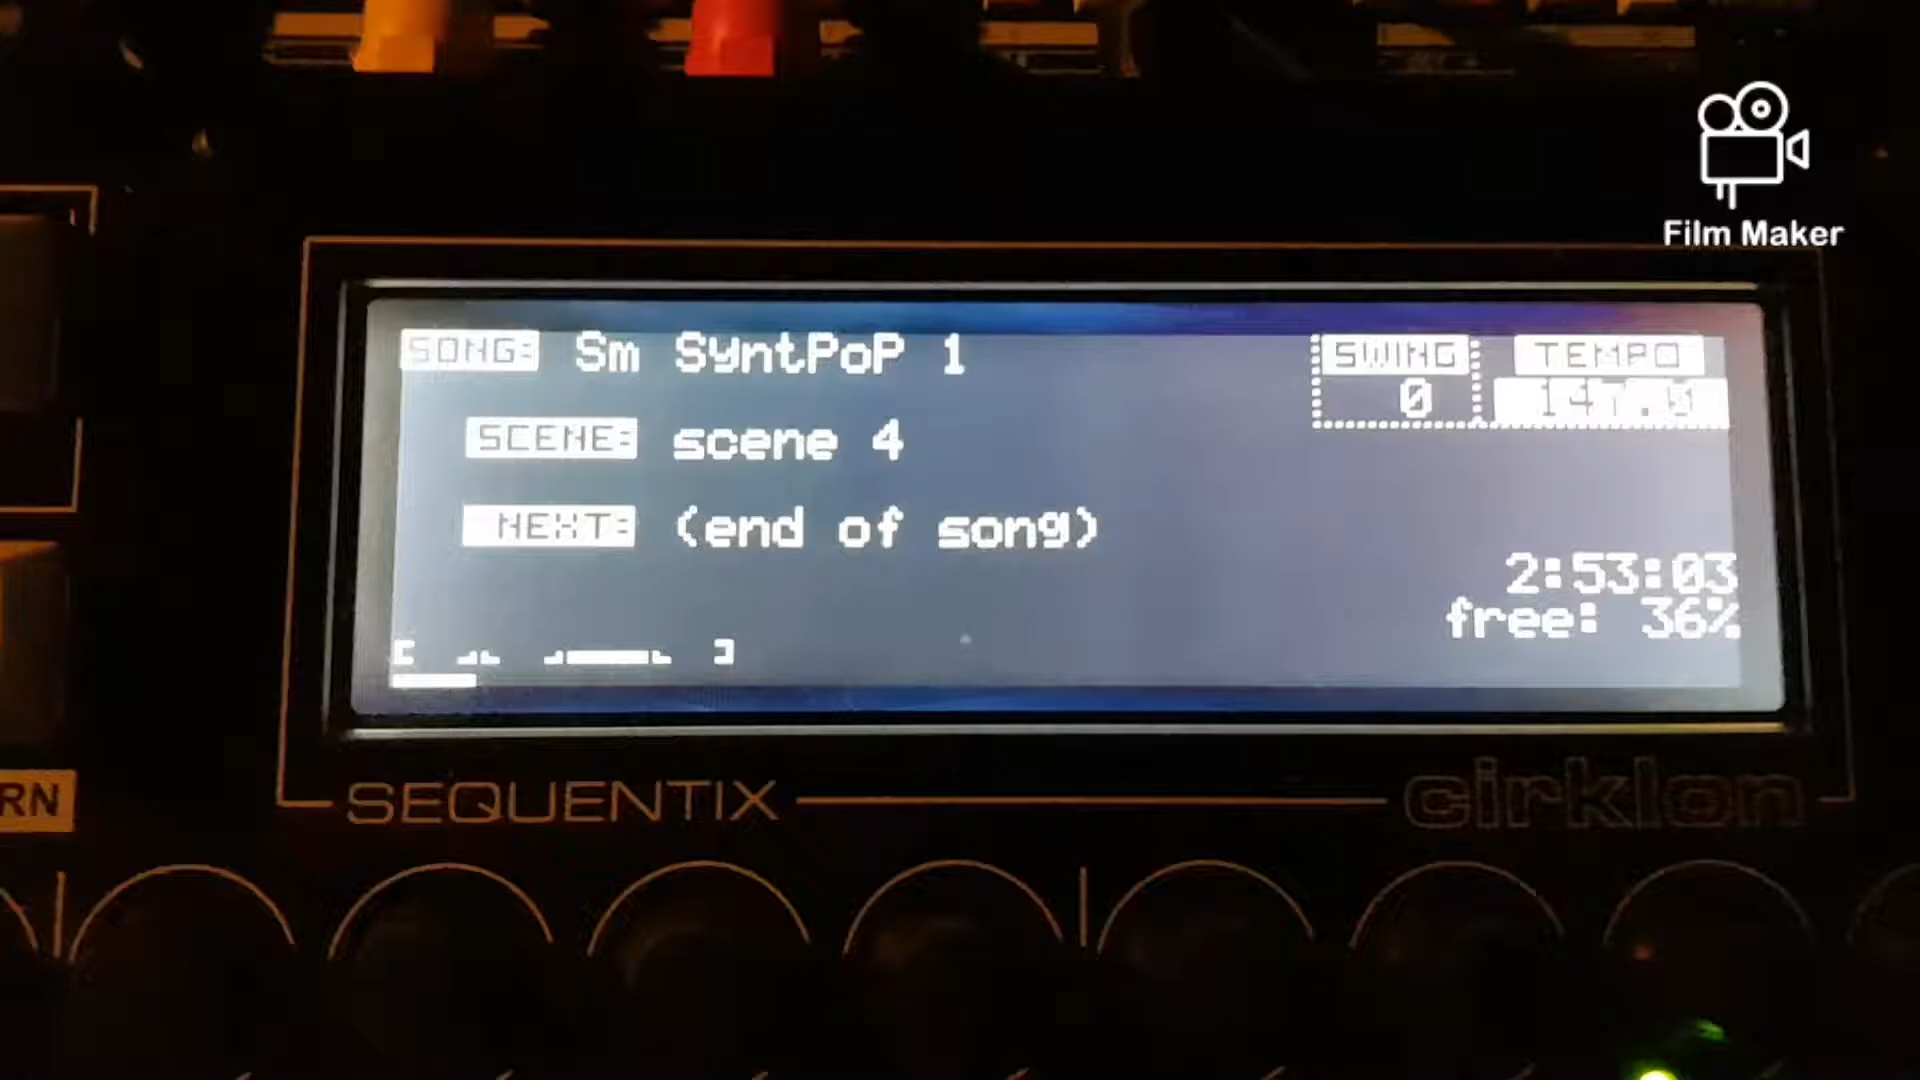 Film Maker
SONG: Sm SyntPoP 1
SWING TEMPO
0
SCENE: scene 4
NEXT: (end of song)
2:53:03
free: 36%
[ ]
SEQUENTIX cirklon
RN